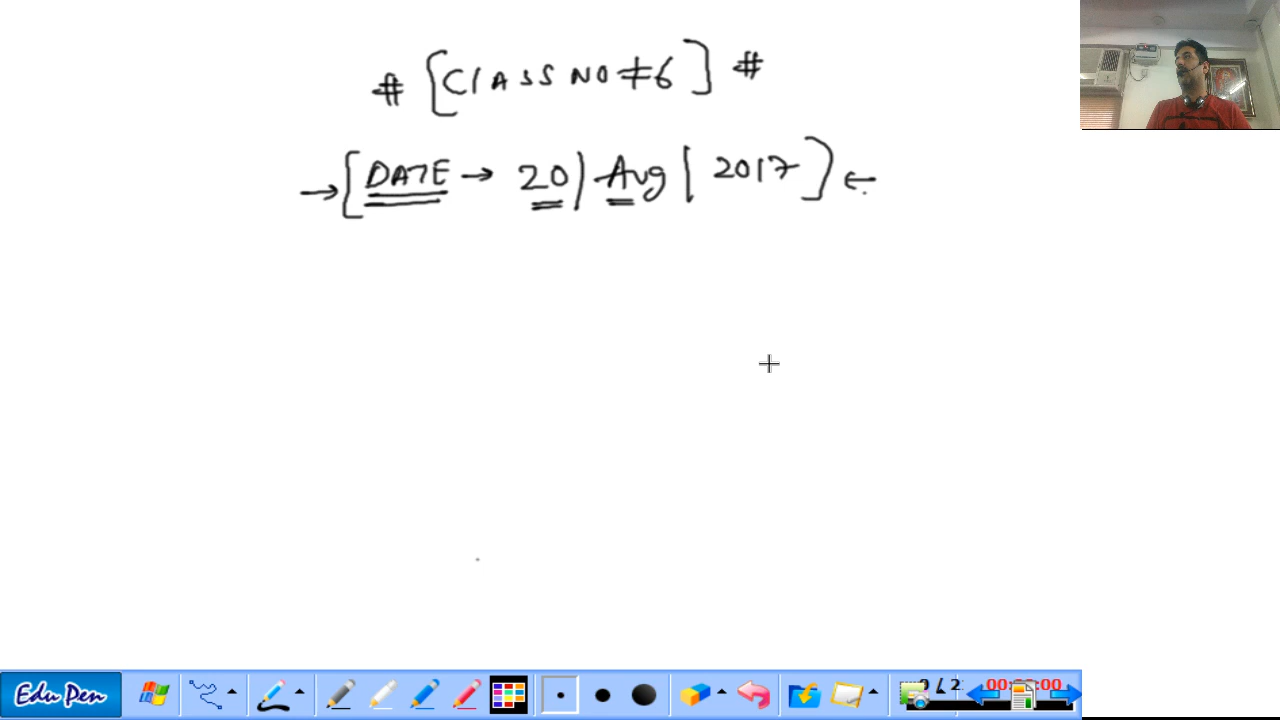 # [CLASS NO ≠ 6] #
→ [DATE → 20 | Aug | 2017] ←
Edu Pen